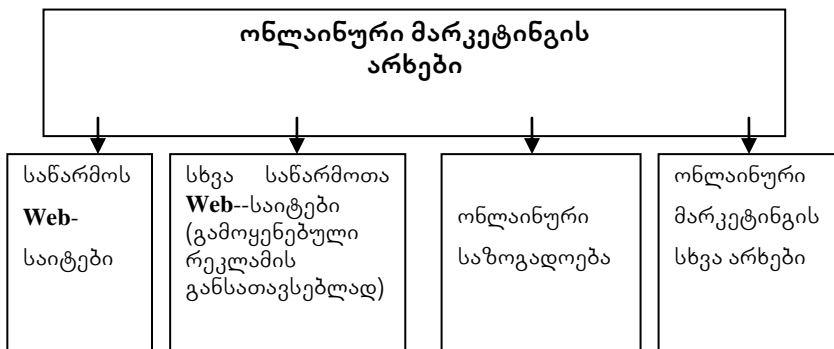 ონლაინური მარკეტინგის
არხები
საწარმოს
Web-
საიტები
სხვა საწარმოთა
Web--საიტები
(გამოყენებული
რეკლამის
განსათავსებლად)
ონლაინური
საზოგადოება
ონლაინური
მარკეტინგის
სხვა არხები